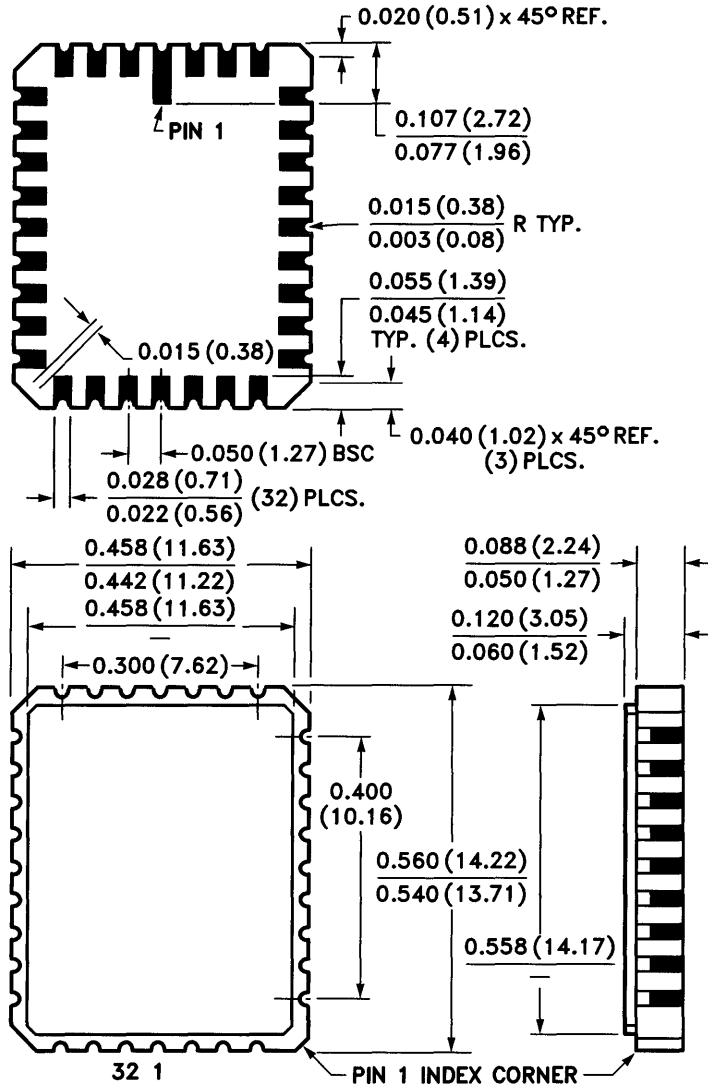 0.020 (0.51) x 45° REF.
PIN 1
0.107 (2.72)
0.077 (1.96)
0.015 (0.38)
0.003 (0.08) R TYP.
0.055 (1.39)
0.045 (1.14)
TYP. (4) PLCS.
0.015 (0.38)
0.040 (1.02) x 45° REF.
(3) PLCS.
0.050 (1.27) BSC
0.028 (0.71)
0.022 (0.56) (32) PLCS.
0.458 (11.63)
0.442 (11.22)
0.458 (11.63)
—
0.300 (7.62)
0.088 (2.24)
0.050 (1.27)
0.120 (3.05)
0.060 (1.52)
0.400
(10.16)
0.560 (14.22)
0.540 (13.71)
0.558 (14.17)
—
32 1
PIN 1 INDEX CORNER